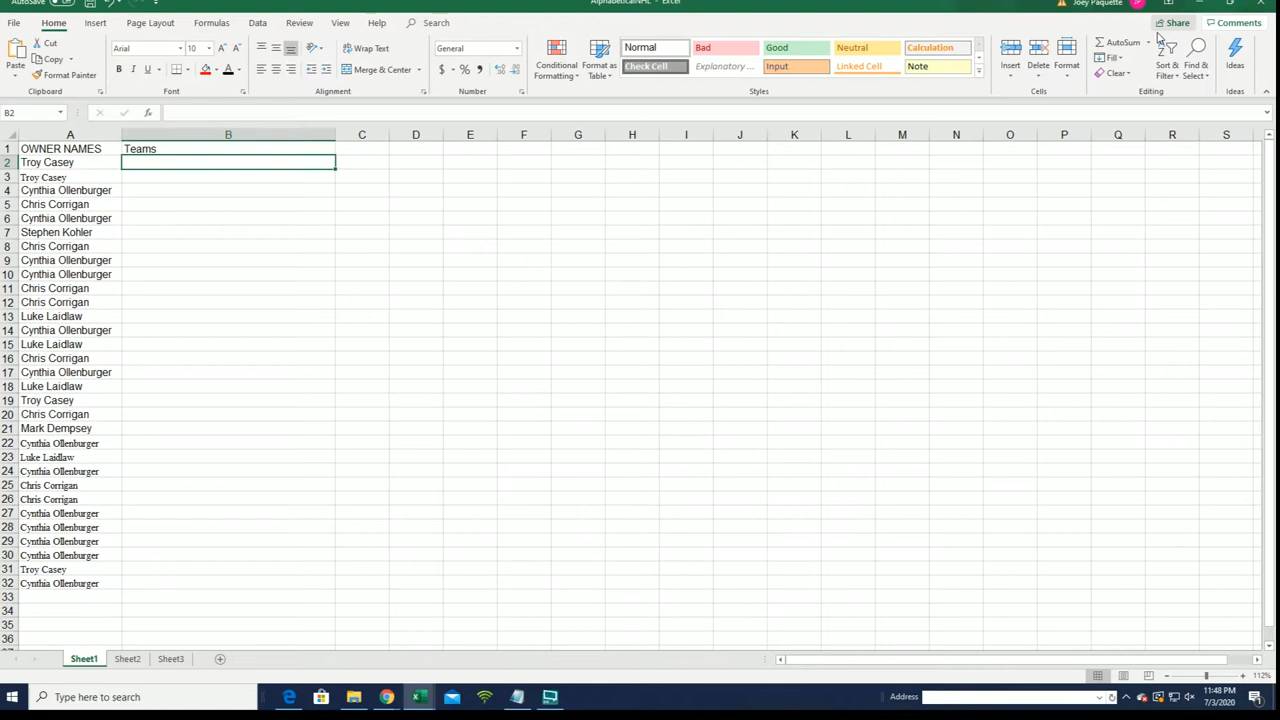 AutoSave
AlphabeticalNHL - Excel
Joey Paquette
File Home Insert Page Layout Formulas Data Review View Help Search
Share Comments
Paste
Cut
Copy
Format Painter
Arial 10
B I U
Wrap Text
Merge & Center
General
$ % ,
Conditional
Formatting
Format as
Table
Normal Bad Good Neutral Calculation
Check Cell Explanatory ... Input Linked Cell Note
Insert Delete Format
AutoSum
Fill
Clear
Sort &
Filter
Find &
Select
Ideas
Clipboard Font Alignment Number Styles Cells Editing Ideas
B2 fx
A B C D E F G H I J K L M N O P Q R S
1 OWNER NAMES Teams
2 Troy Casey
3 Troy Casey
4 Cynthia Ollenburger
5 Chris Corrigan
6 Cynthia Ollenburger
7 Stephen Kohler
8 Chris Corrigan
9 Cynthia Ollenburger
10 Cynthia Ollenburger
11 Chris Corrigan
12 Chris Corrigan
13 Luke Laidlaw
14 Cynthia Ollenburger
15 Luke Laidlaw
16 Chris Corrigan
17 Cynthia Ollenburger
18 Luke Laidlaw
19 Troy Casey
20 Chris Corrigan
21 Mark Dempsey
22 Cynthia Ollenburger
23 Luke Laidlaw
24 Cynthia Ollenburger
25 Chris Corrigan
26 Chris Corrigan
27 Cynthia Ollenburger
28 Cynthia Ollenburger
29 Cynthia Ollenburger
30 Cynthia Ollenburger
31 Troy Casey
32 Cynthia Ollenburger
33
34
35
36
Sheet1 Sheet2 Sheet3
112%
Type here to search
Address
11:48 PM
7/3/2020